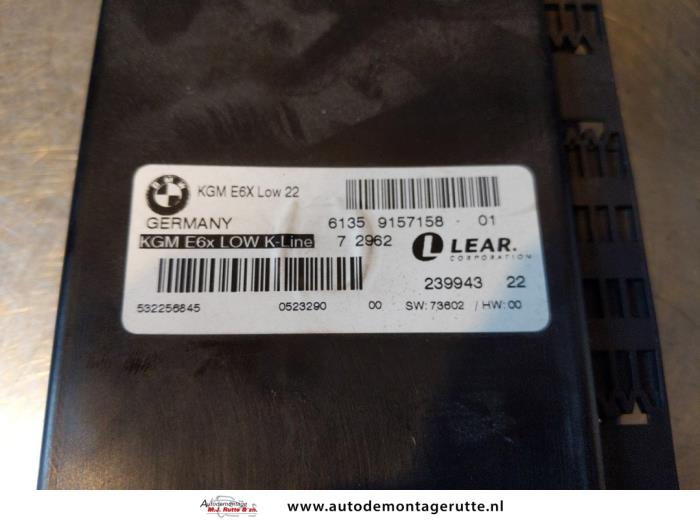 BMW
KGM E6X Low 22
GERMANY 6135 9157158 - 01
KGM E6x LOW K-Line 7 2962
L LEAR.
CORPORATION
239943 22
532256845 0523290 00 SW: 73602 / HW: 00
Autodemontage
M.J. Rutte & zn.
www.autodemontagerutte.nl